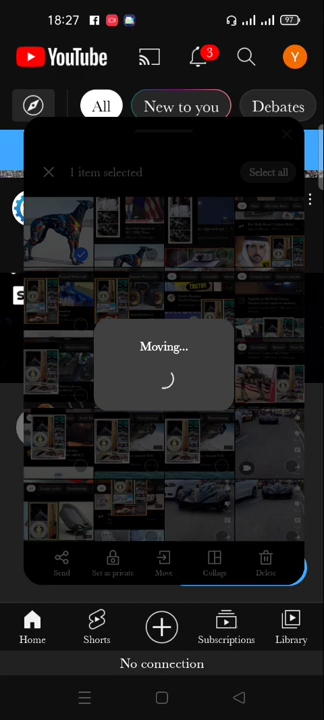 18:27
97
YouTube
3
Y
All
New to you
Debates
1 item selected
Select all
Moving...
Send
Set as private
Move
Collage
Delete
Home
Shorts
Subscriptions
Library
No connection